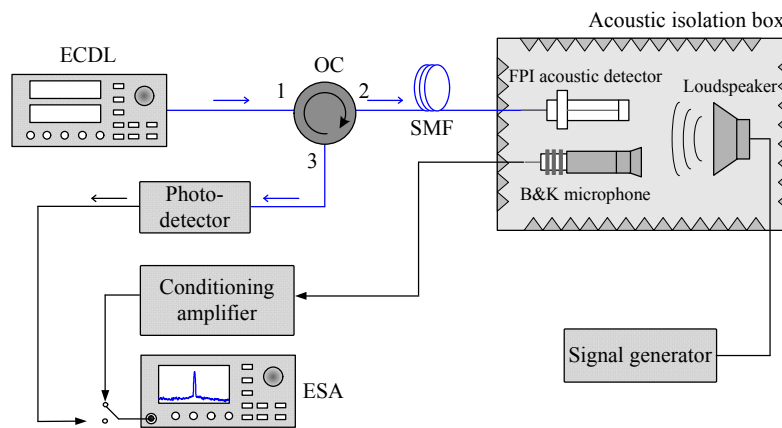 Acoustic isolation box
ECDL
OC
1
2
3
SMF
FPI acoustic detector
Loudspeaker
B&K microphone
Photo-
detector
Conditioning
amplifier
Signal generator
ESA